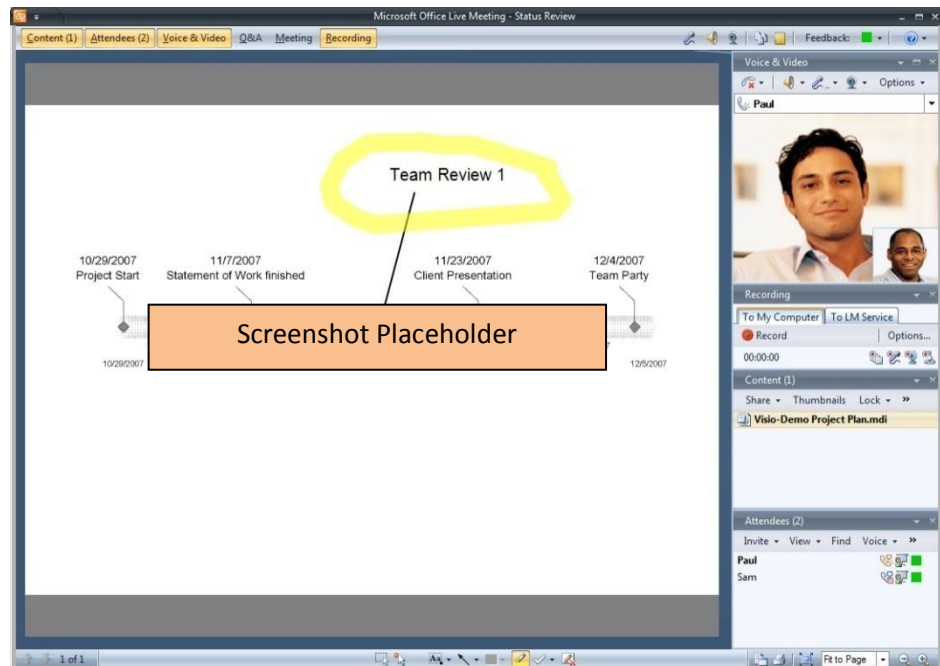 Microsoft Office Live Meeting - Status Review
Content (1) Attendees (2) Voice & Video Q&A Meeting Recording Feedback:
Voice & Video
Options
Paul
Team Review 1
10/29/2007
Project Start
11/7/2007
Statement of Work finished
11/23/2007
Client Presentation
12/4/2007
Team Party
Screenshot Placeholder
10/29/2007
12/5/2007
Recording
To My Computer To LM Service
Record Options...
00:00:00
Content (1)
Share Thumbnails Lock »
Visio-Demo Project Plan.mdi
Attendees (2)
Invite View Find Voice »
Paul
Sam
1 of 1 Aa Fit to Page